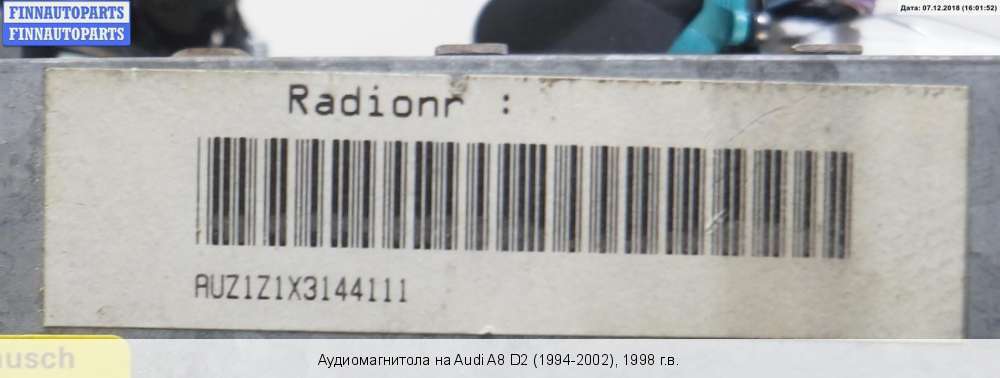 FINNAUTOPARTS
FINNAUTOPARTS
Дата: 07.12.2018 (16:01:52)
Radionr :
AUZ1Z1X3144111
usch
Аудиомагнитола на Audi A8 D2 (1994-2002), 1998 г.в.